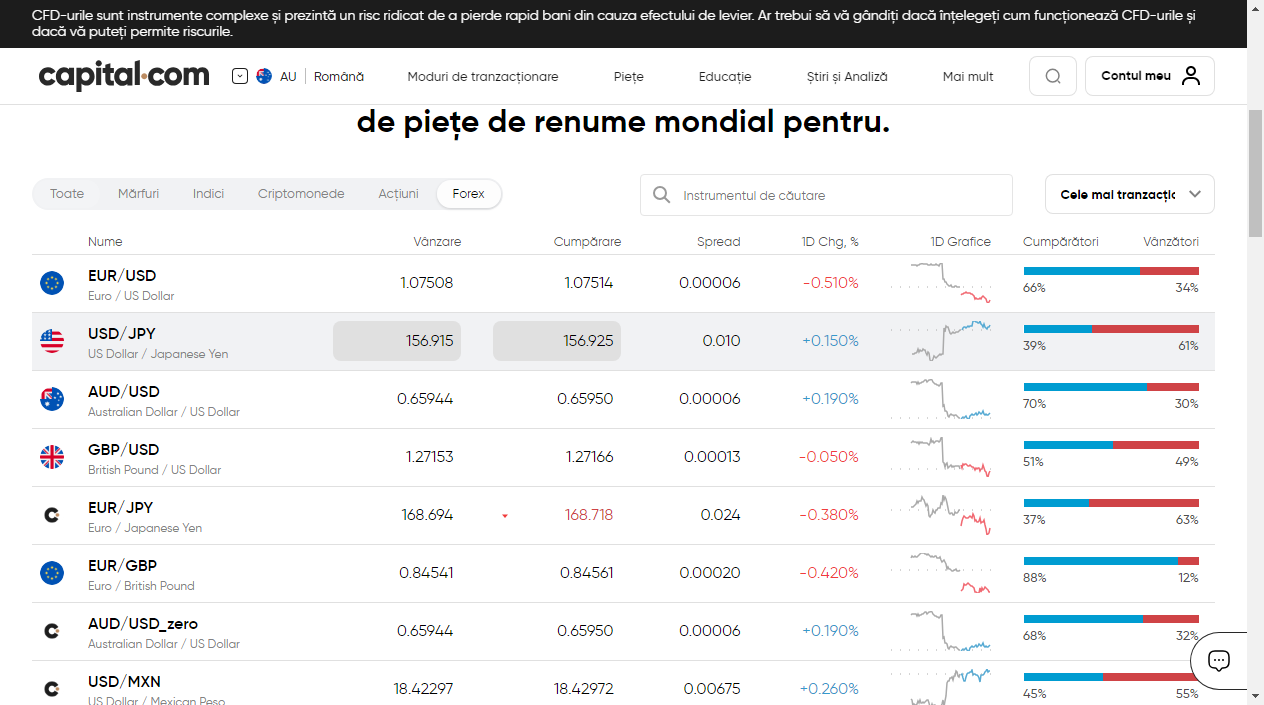 CFD-urile sunt instrumente complexe și prezintă un risc ridicat de a pierde rapid bani din cauza efectului de levier. Ar trebui să vă gândiți dacă înțelegeți cum funcționează CFD-urile și
dacă vă puteți permite riscurile.
capital.com AU Română Moduri de tranzacționare Piețe Educație Știri și Analiză Mai mult Contul meu
de piețe de renume mondial pentru.
Toate Mărfuri Indici Criptomonede Acțiuni Forex Instrumentul de căutare Cele mai tranzacțic
Nume Vânzare Cumpărare Spread 1D Chg, % 1D Grafice Cumpărători Vânzători
EUR/USD 1.07508 1.07514 0.00006 -0.510%
Euro / US Dollar 66% 34%
USD/JPY 156.915 156.925 0.010 +0.150%
US Dollar / Japanese Yen 39% 61%
AUD/USD 0.65944 0.65950 0.00006 +0.190%
Australian Dollar / US Dollar 70% 30%
GBP/USD 1.27153 1.27166 0.00013 -0.050%
British Pound / US Dollar 51% 49%
EUR/JPY 168.694 168.718 0.024 -0.380%
Euro / Japanese Yen 37% 63%
EUR/GBP 0.84541 0.84561 0.00020 -0.420%
Euro / British Pound 88% 12%
AUD/USD_zero 0.65944 0.65950 0.00006 +0.190%
Australian Dollar / US Dollar 68% 32%
USD/MXN 18.42297 18.42972 0.00675 +0.260%
US Dollar / Mexican Peso 45% 55%